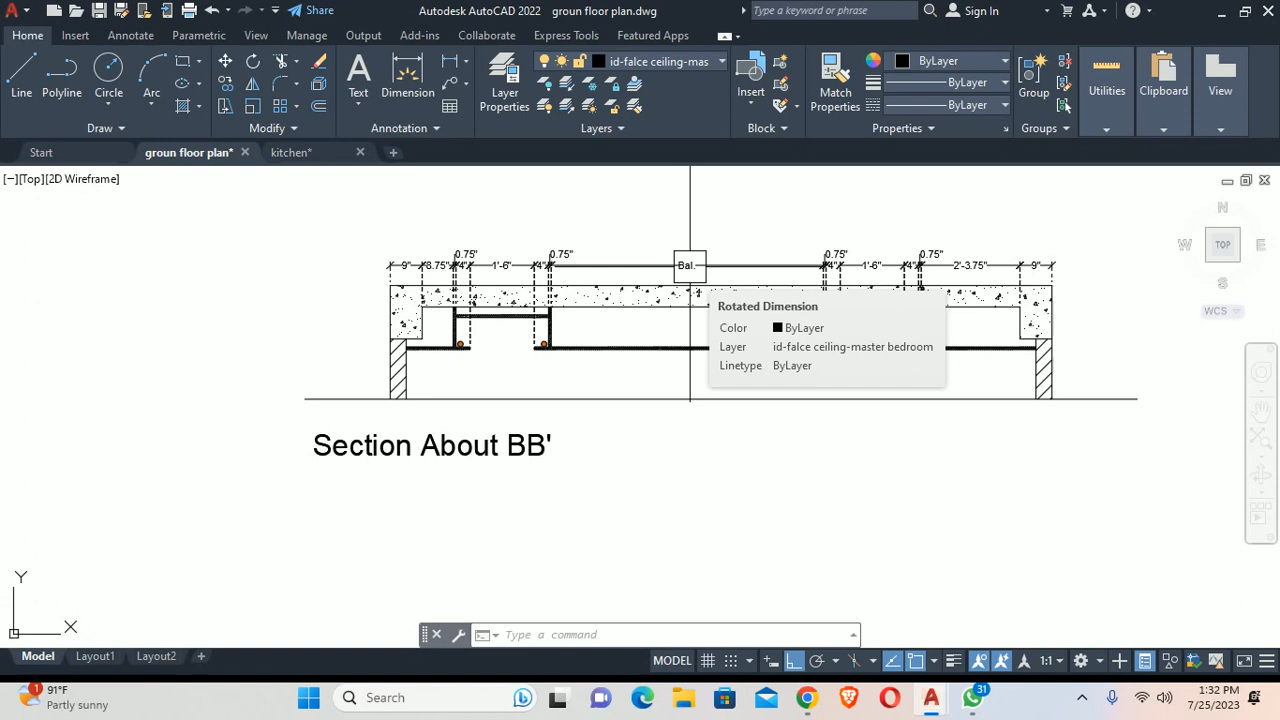 Share
Autodesk AutoCAD 2022
groun floor plan.dwg
Type a keyword or phrase
Sign In
Home
Insert
Annotate
Parametric
View
Manage
Output
Add-ins
Collaborate
Express Tools
Featured Apps
Line
Polyline
Circle
Arc
Text
Dimension
Layer Properties
id-falce ceiling-mas
Insert
Match Properties
ByLayer
ByLayer
ByLayer
Group
Utilities
Clipboard
View
Draw
Modify
Annotation
Layers
Block
Properties
Groups
Start
groun floor plan*
kitchen*
[−][Top][2D Wireframe]
N
W
TOP
E
S
WCS
0.75"
0.75"
0.75"
0.75"
9"
8.75"
4"
1'-6"
4"
Bal.
4"
1'-6"
4"
2'-3.75"
9"
Rotated Dimension
Color ByLayer
Layer id-falce ceiling-master bedroom
Linetype ByLayer
Section About BB'
Y
X
Type a command
Model
Layout1
Layout2
MODEL
1:1
1
91°F
Partly sunny
Search
31
1:32 PM
7/25/2023